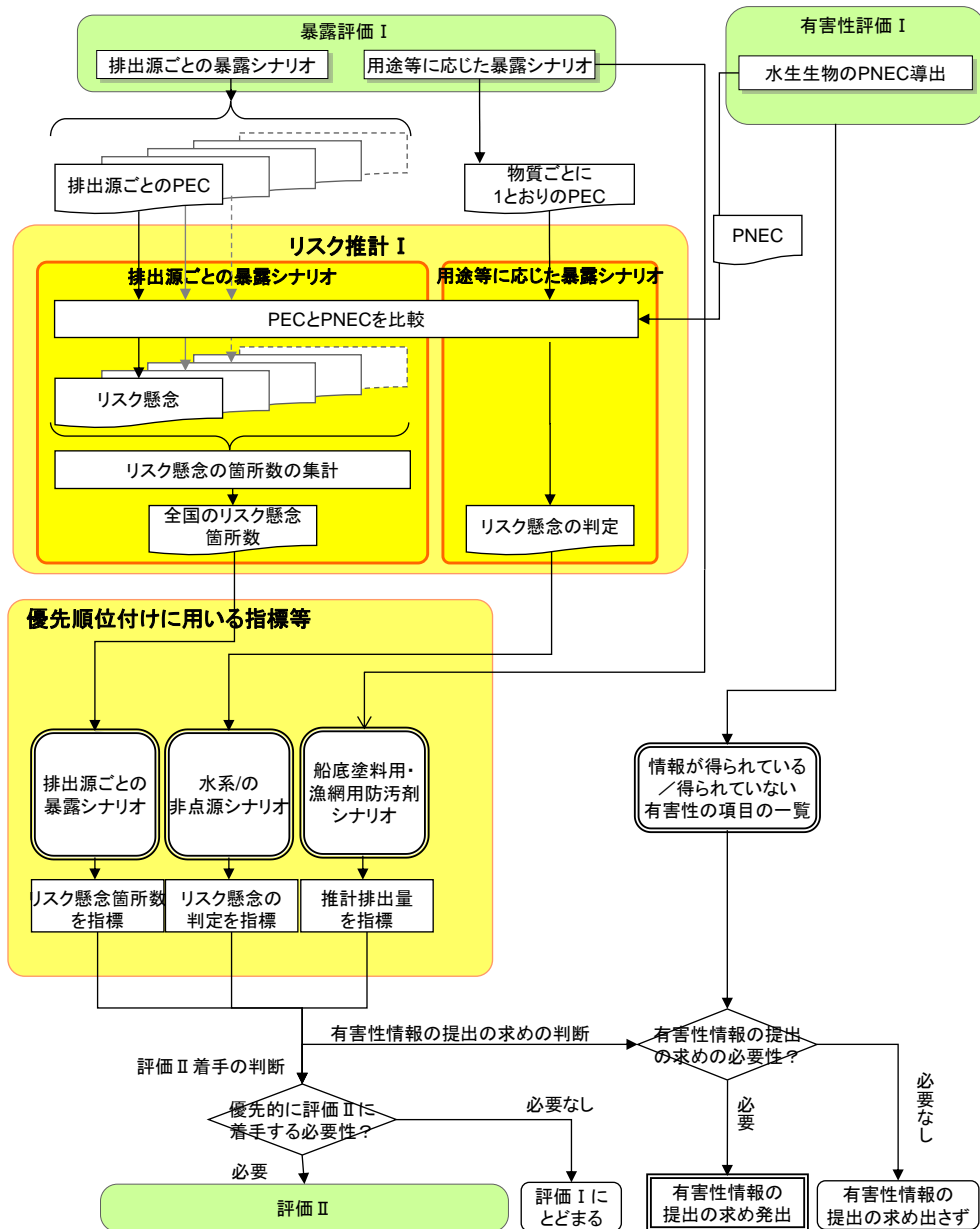 暴露評価Ⅰ
排出源ごとの暴露シナリオ
用途等に応じた暴露シナリオ
有害性評価Ⅰ
水生生物のPNEC導出
排出源ごとのPEC
物質ごとに
1とおりのPEC
PNEC
リスク推計Ⅰ
排出源ごとの暴露シナリオ
用途等に応じた暴露シナリオ
PECとPNECを比較
リスク懸念
リスク懸念の箇所数の集計
全国のリスク懸念
箇所数
リスク懸念の判定
優先順位付けに用いる指標等
排出源ごとの
暴露シナリオ
水系/の
非点源シナリオ
船底塗料用・
漁網用防汚剤
シナリオ
情報が得られている
／得られていない
有害性の項目の一覧
リスク懸念箇所数
を指標
リスク懸念の
判定を指標
推計排出量
を指標
有害性情報の提出の求めの判断
有害性情報の提出
の求めの必要性？
評価Ⅱ着手の判断
優先的に評価Ⅱに
着手する必要性？
必要なし
必要
必要
必要なし
評価Ⅱ
評価Ⅰに
とどまる
有害性情報の
提出の求め発出
有害性情報の
提出の求め出さず